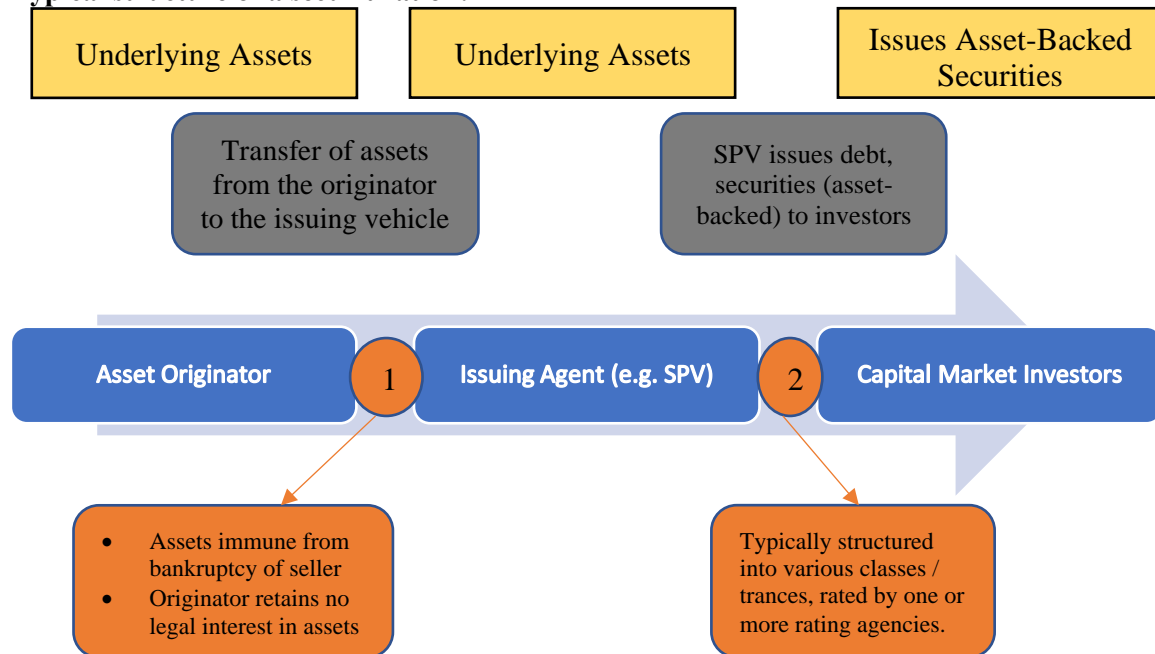 Underlying Assets
Underlying Assets
Issues Asset-Backed
Securities
Transfer of assets
from the originator
to the issuing vehicle
SPV issues debt,
securities (asset-
backed) to investors
Asset Originator
1
Issuing Agent (e.g. SPV)
2
Capital Market Investors
• Assets immune from
bankruptcy of seller
• Originator retains no
legal interest in assets
Typically structured
into various classes /
trances, rated by one or
more rating agencies.